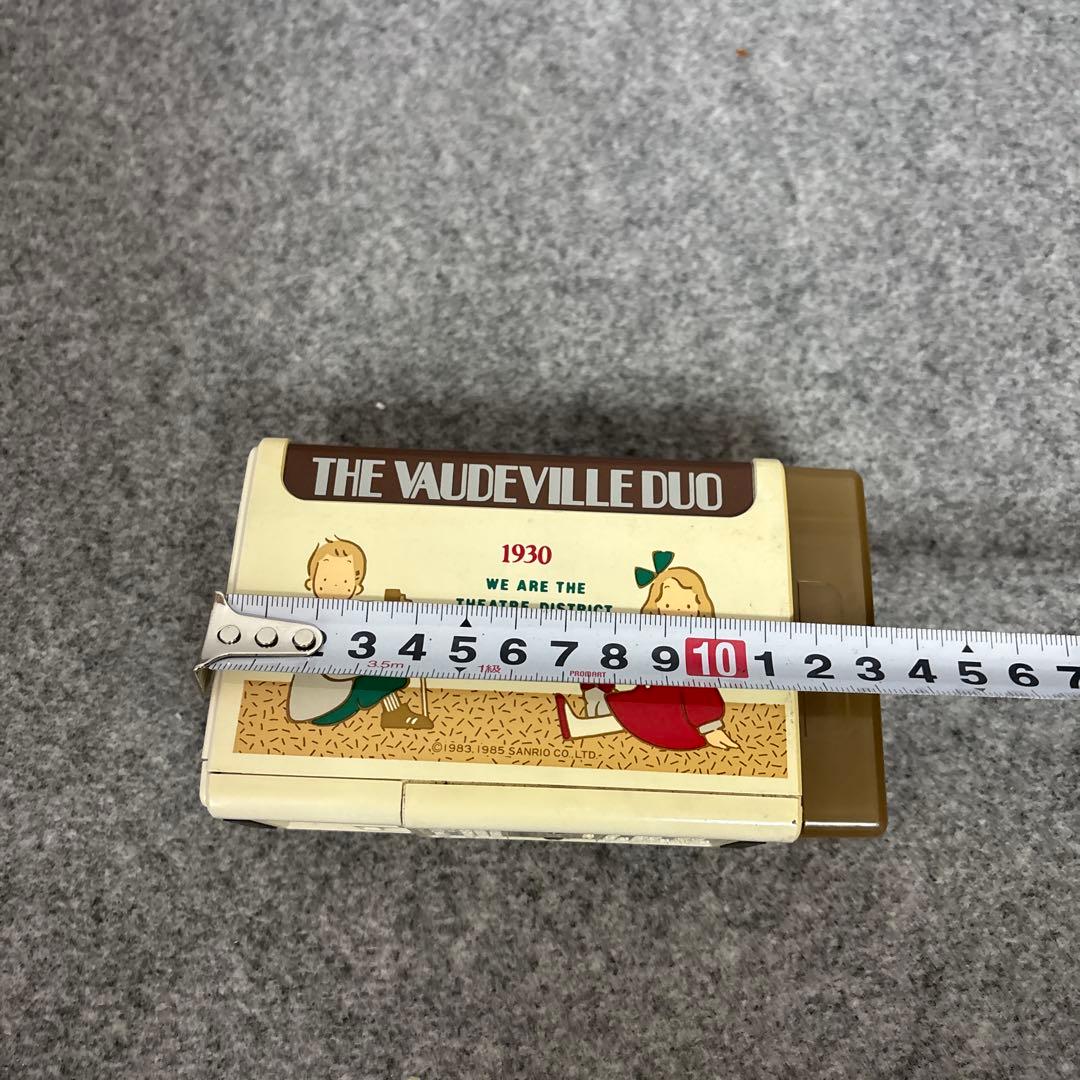 THE VAUDEVILLE DUO
1930
WE ARE THE
THEATRE DISTRICT
2 3 4 5 6 7 8 9 10 1 2 3 4 5 6 7
3.5m 1級 PROMART
©1983, 1985 SANRIO CO., LTD.